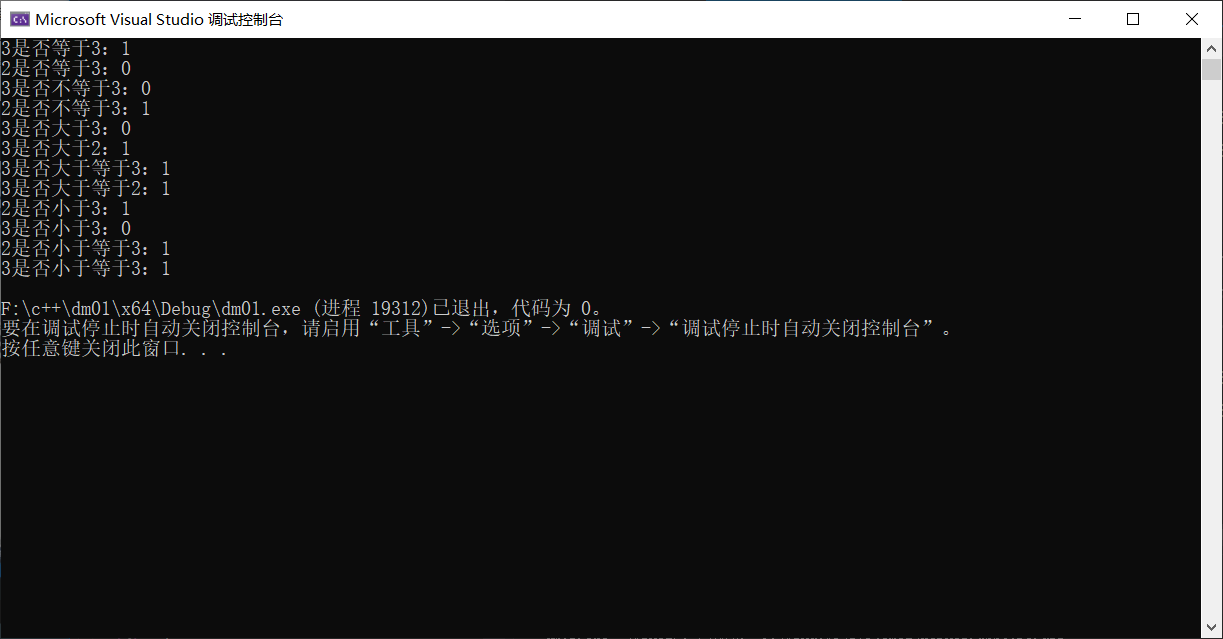 Microsoft Visual Studio 调试控制台
3是否等于3：1
2是否等于3：0
3是否不等于3：0
2是否不等于3：1
3是否大于3：0
3是否大于2：1
3是否大于等于3：1
3是否大于等于2：1
2是否小于3：1
3是否小于3：0
2是否小于等于3：1
3是否小于等于3：1
F:\c++\dm01\x64\Debug\dm01.exe (进程 19312)已退出，代码为 0。
要在调试停止时自动关闭控制台，请启用“工具”->“选项”->“调试”->“调试停止时自动关闭控制台”。
按任意键关闭此窗口. . .